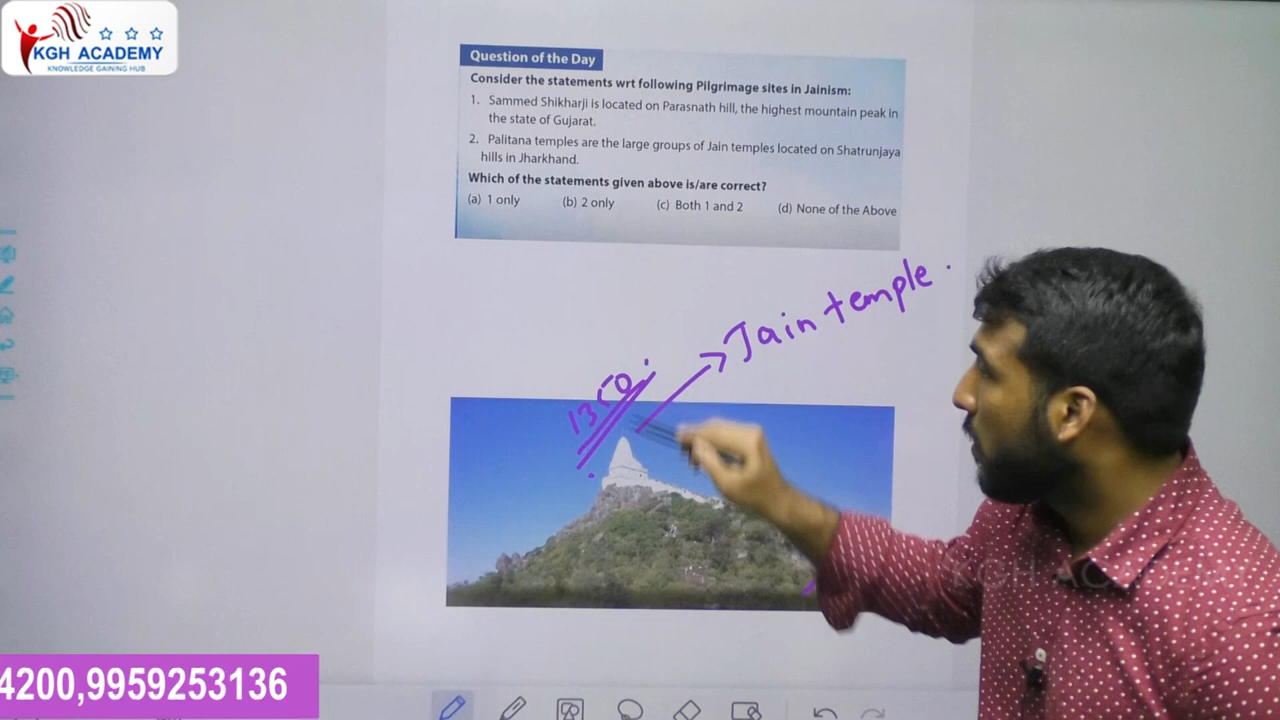 KGH ACADEMY
KNOWLEDGE GAINING HUB
Question of the Day
Consider the statements wrt following Pilgrimage sites in Jainism:
1. Sammed Shikharji is located on Parasnath hill, the highest mountain peak in
the state of Gujarat.
2. Palitana temples are the large groups of Jain temples located on Shatrunjaya
hills in Jharkhand.
Which of the statements given above is/are correct?
(a) 1 only (b) 2 only (c) Both 1 and 2 (d) None of the Above
Jain temple.
1350
KGH AC
4200,9959253136